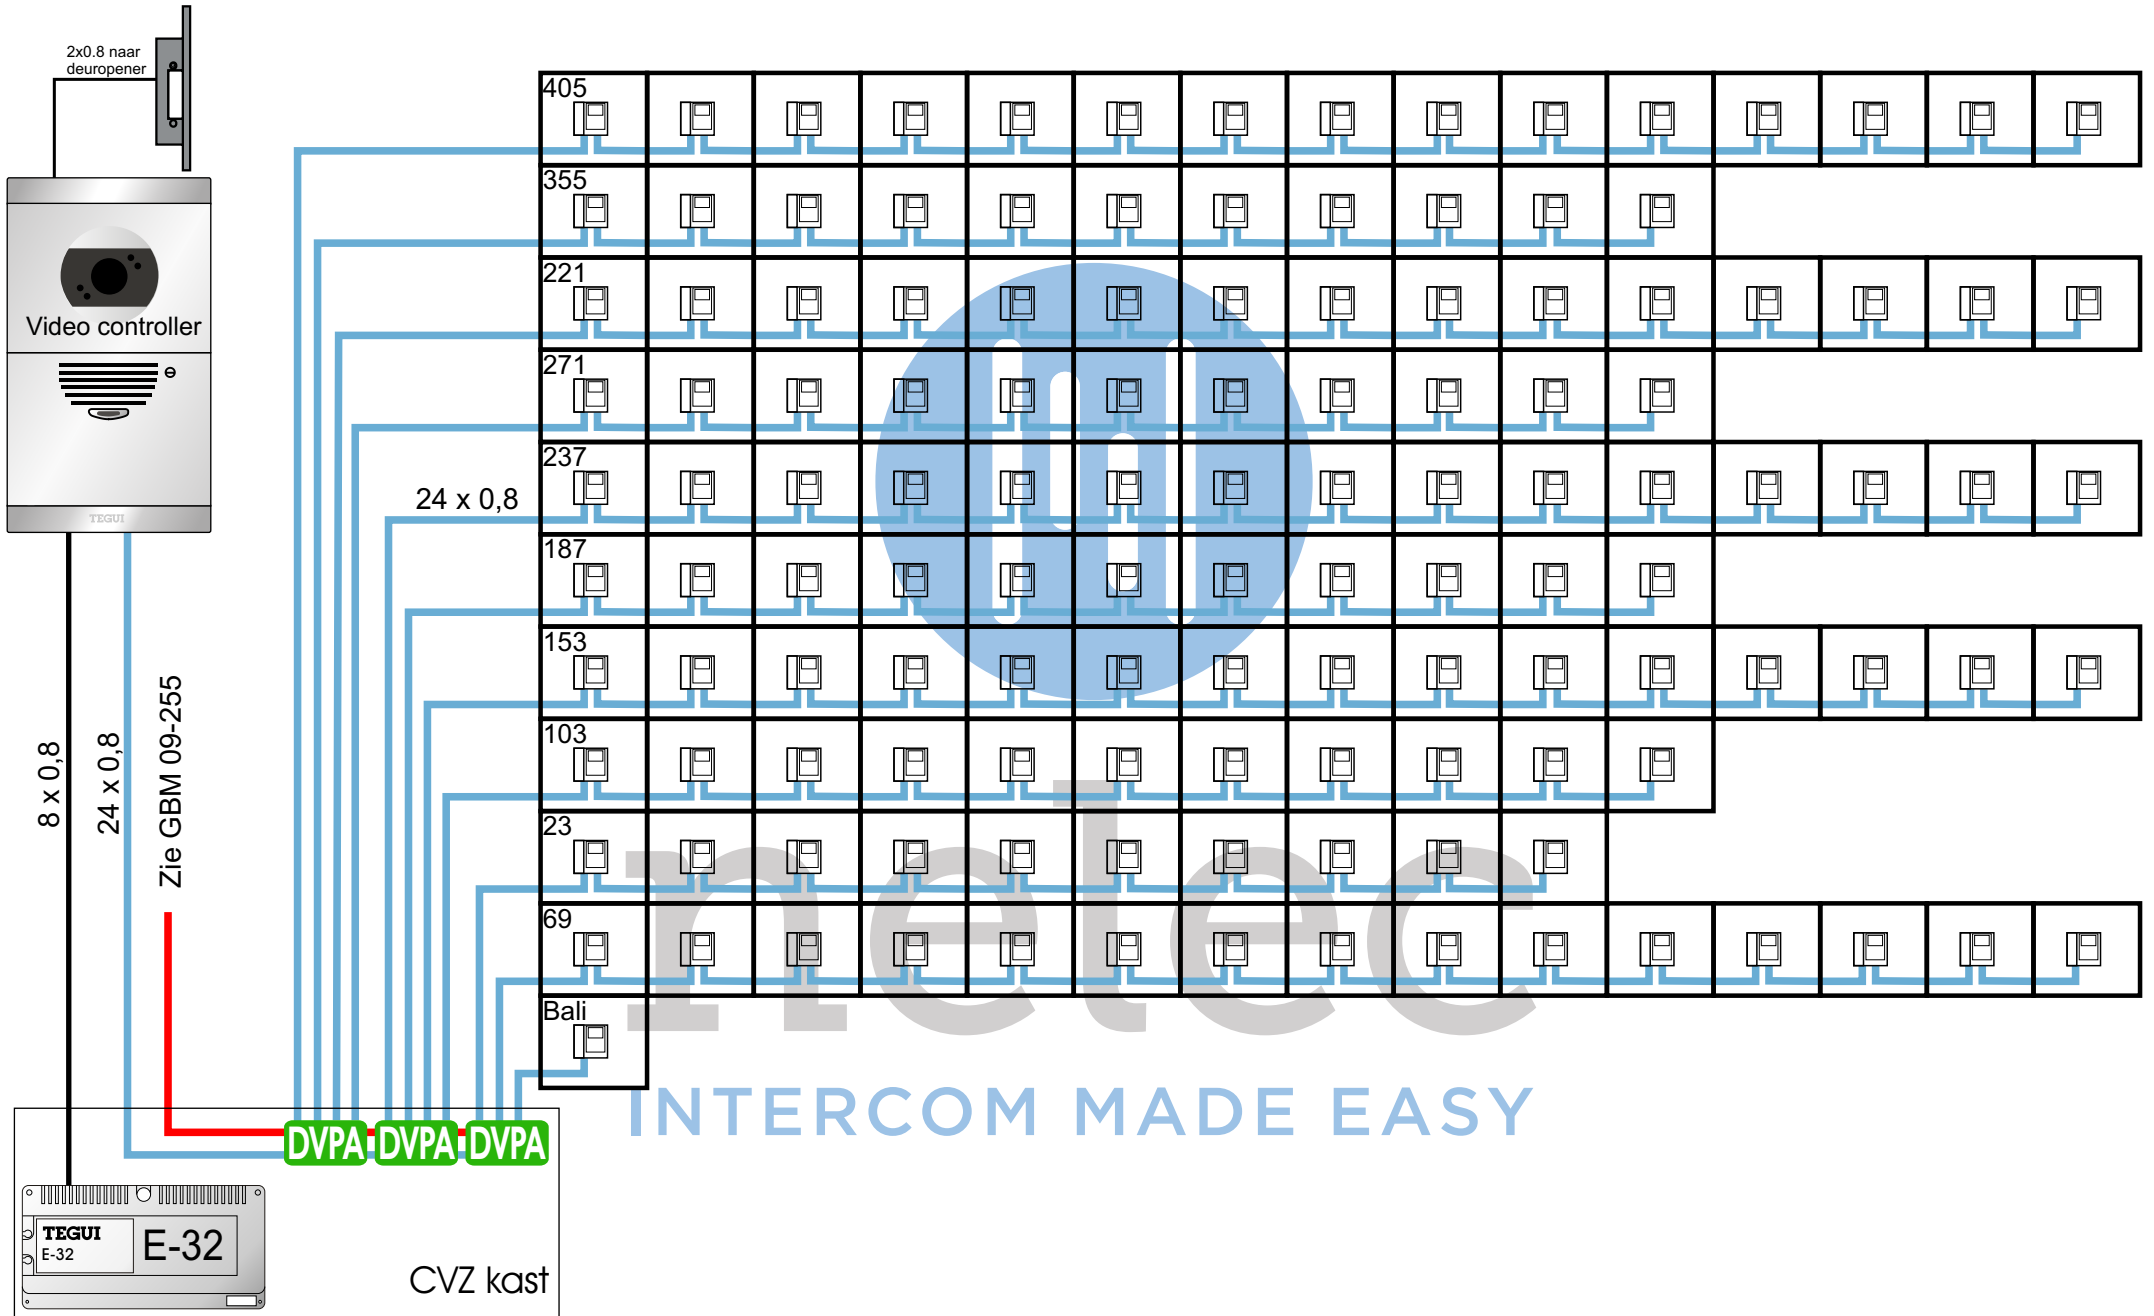 2x0.8 naar
deuropener
Video controller
TEGUI
8 x 0,8
24 x 0,8
Zie GBM 09-255
24 x 0,8
405
355
221
271
237
187
153
103
23
69
Bali
nelec
INTERCOM MADE EASY
DVPA DVPA DVPA
TEGUI
E-32
E-32
CVZ kast